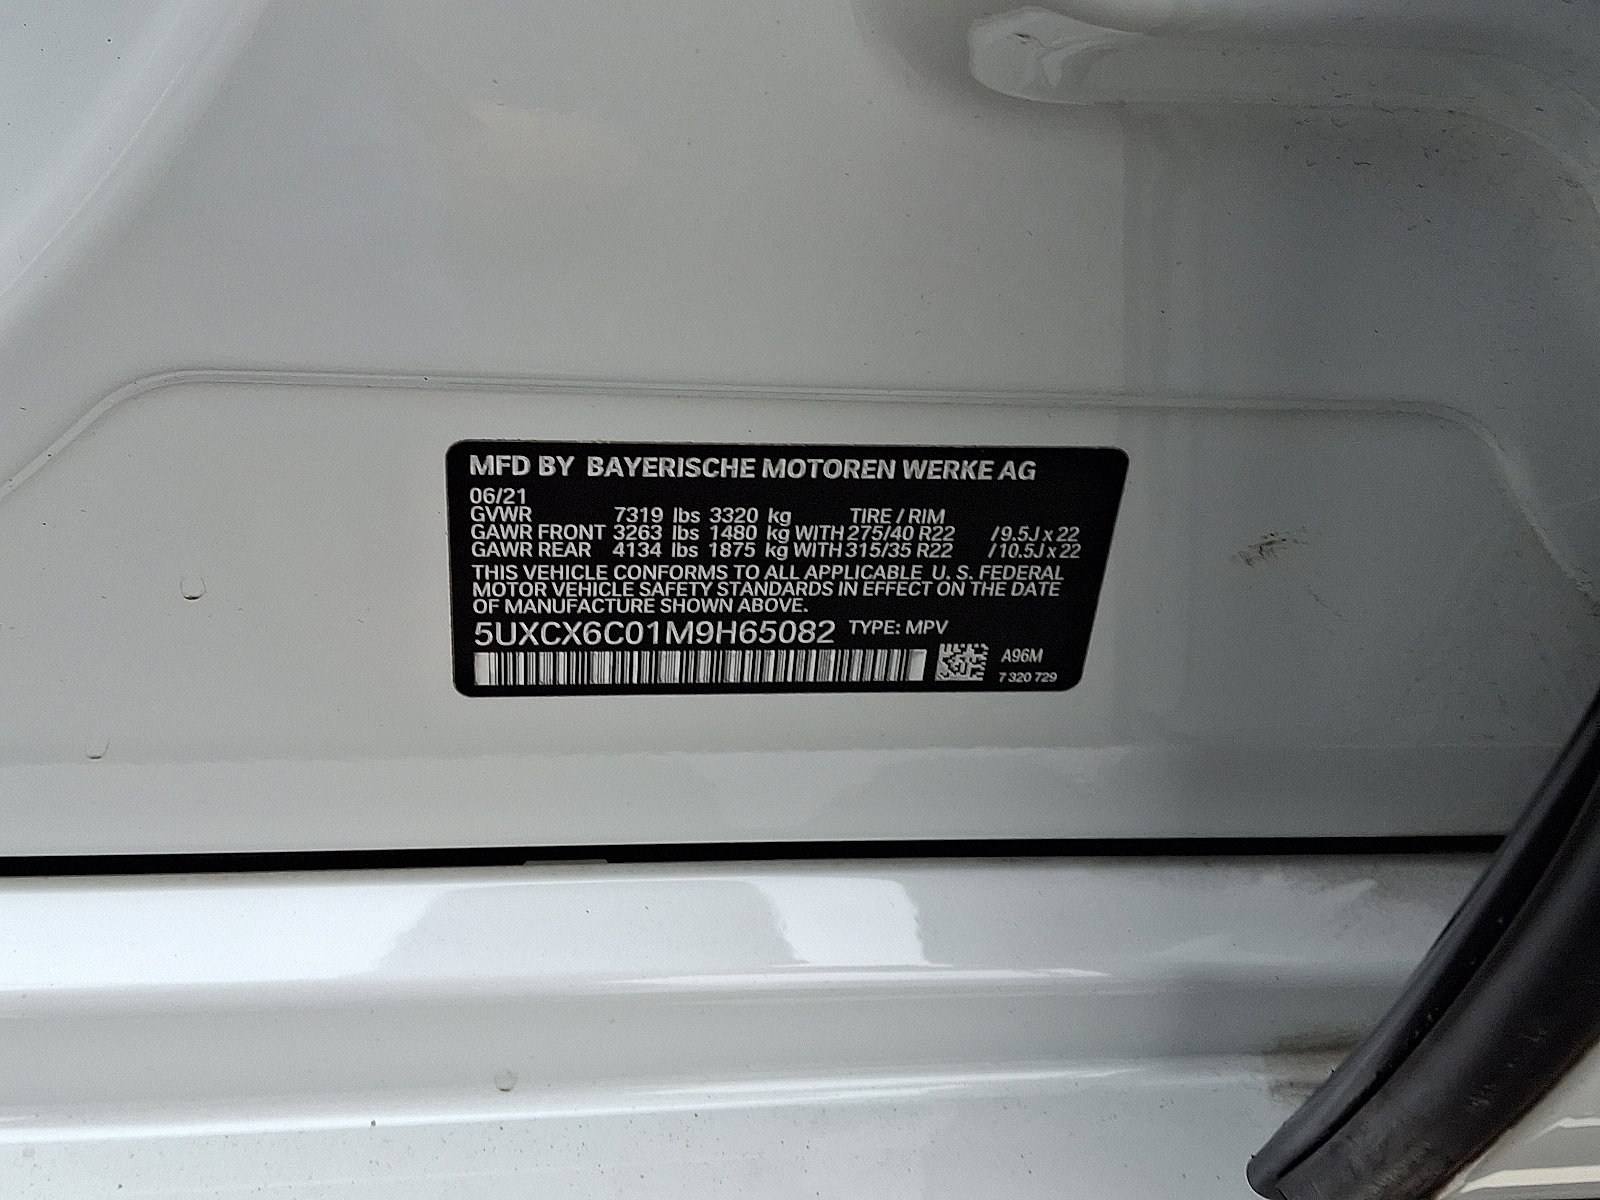 MFD BY BAYERISCHE MOTOREN WERKE AG
06/21
GVWR 7319 lbs 3320 kg TIRE / RIM
GAWR FRONT 3263 lbs 1480 kg WITH 275/40 R22 / 9.5J x 22
GAWR REAR 4134 lbs 1875 kg WITH 315/35 R22 / 10.5J x 22
THIS VEHICLE CONFORMS TO ALL APPLICABLE U. S. FEDERAL
MOTOR VEHICLE SAFETY STANDARDS IN EFFECT ON THE DATE
OF MANUFACTURE SHOWN ABOVE.
5UXCX6C01M9H65082 TYPE: MPV
A96M
7 320 729